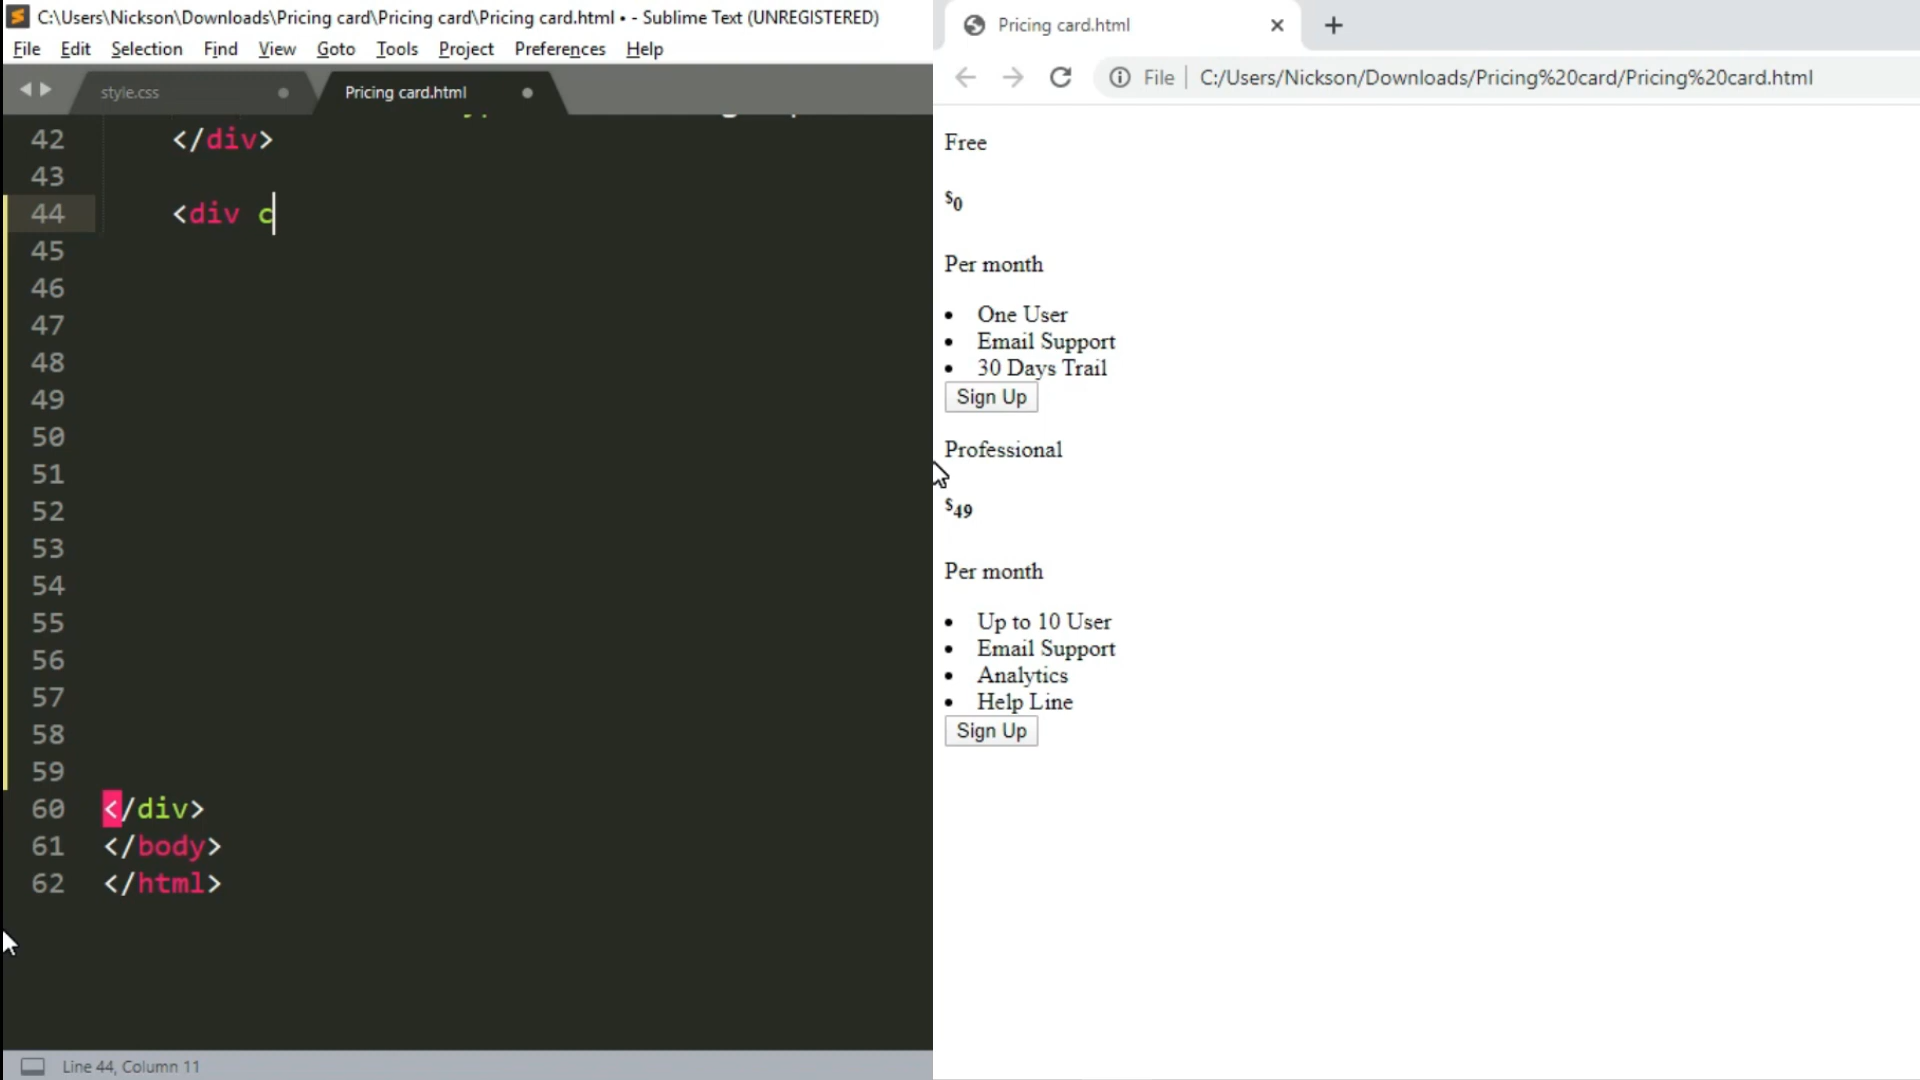 C:\Users\Nickson\Downloads\Pricing card\Pricing card\Pricing card.html • - Sublime Text (UNREGISTERED)
File Edit Selection Find View Goto Tools Project Preferences Help
style.css
Pricing card.html
42 </div>
43
44 <div c
45
46
47
48
49
50
51
52
53
54
55
56
57
58
59
60 </div>
61 </body>
62 </html>
Line 44, Column 11
Pricing card.html
File C:/Users/Nickson/Downloads/Pricing%20card/Pricing%20card.html
Free
$0
Per month
• One User
• Email Support
• 30 Days Trail
Sign Up
Professional
$49
Per month
• Up to 10 User
• Email Support
• Analytics
• Help Line
Sign Up